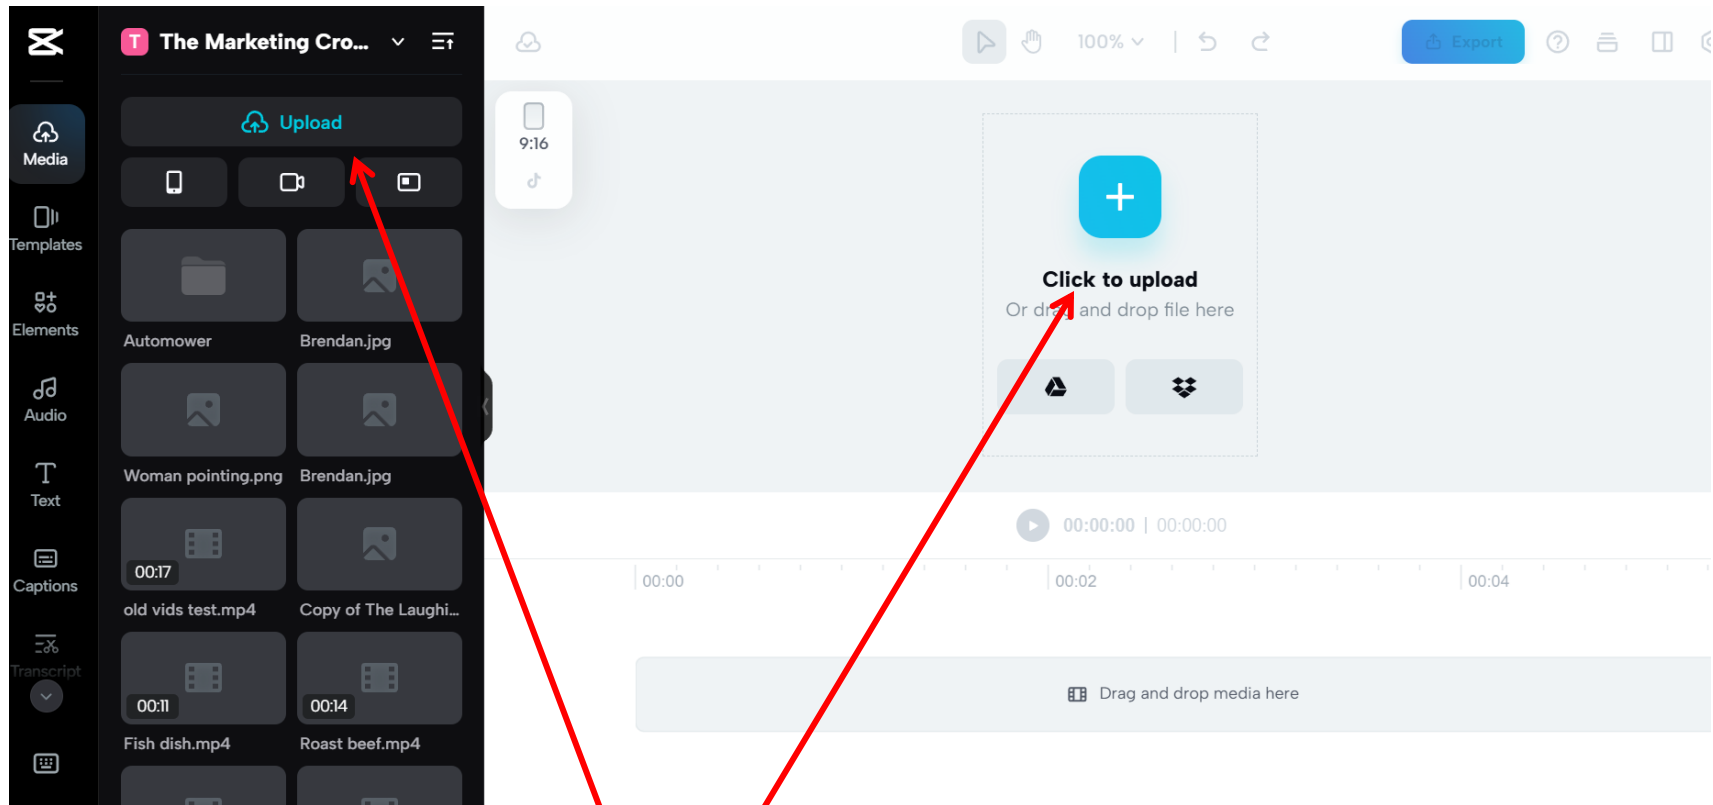 T The Marketing Cro...
100%
Export
Upload
Media
Templates
Elements
Audio
Text
Captions
Transcript
Automower
Brendan.jpg
Woman pointing.png
Brendan.jpg
00:17
old vids test.mp4
Copy of The Laughi...
00:11
00:14
Fish dish.mp4
Roast beef.mp4
9:16
Click to upload
Or drag and drop file here
00:00:00 | 00:00:00
00:00
00:02
00:04
Drag and drop media here